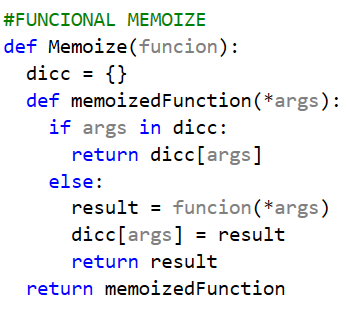 #FUNCIONAL MEMOIZE
def Memoize(funcion):
  dicc = {}
  def memoizedFunction(*args):
    if args in dicc:
      return dicc[args]
    else:
      result = funcion(*args)
      dicc[args] = result
      return result
  return memoizedFunction